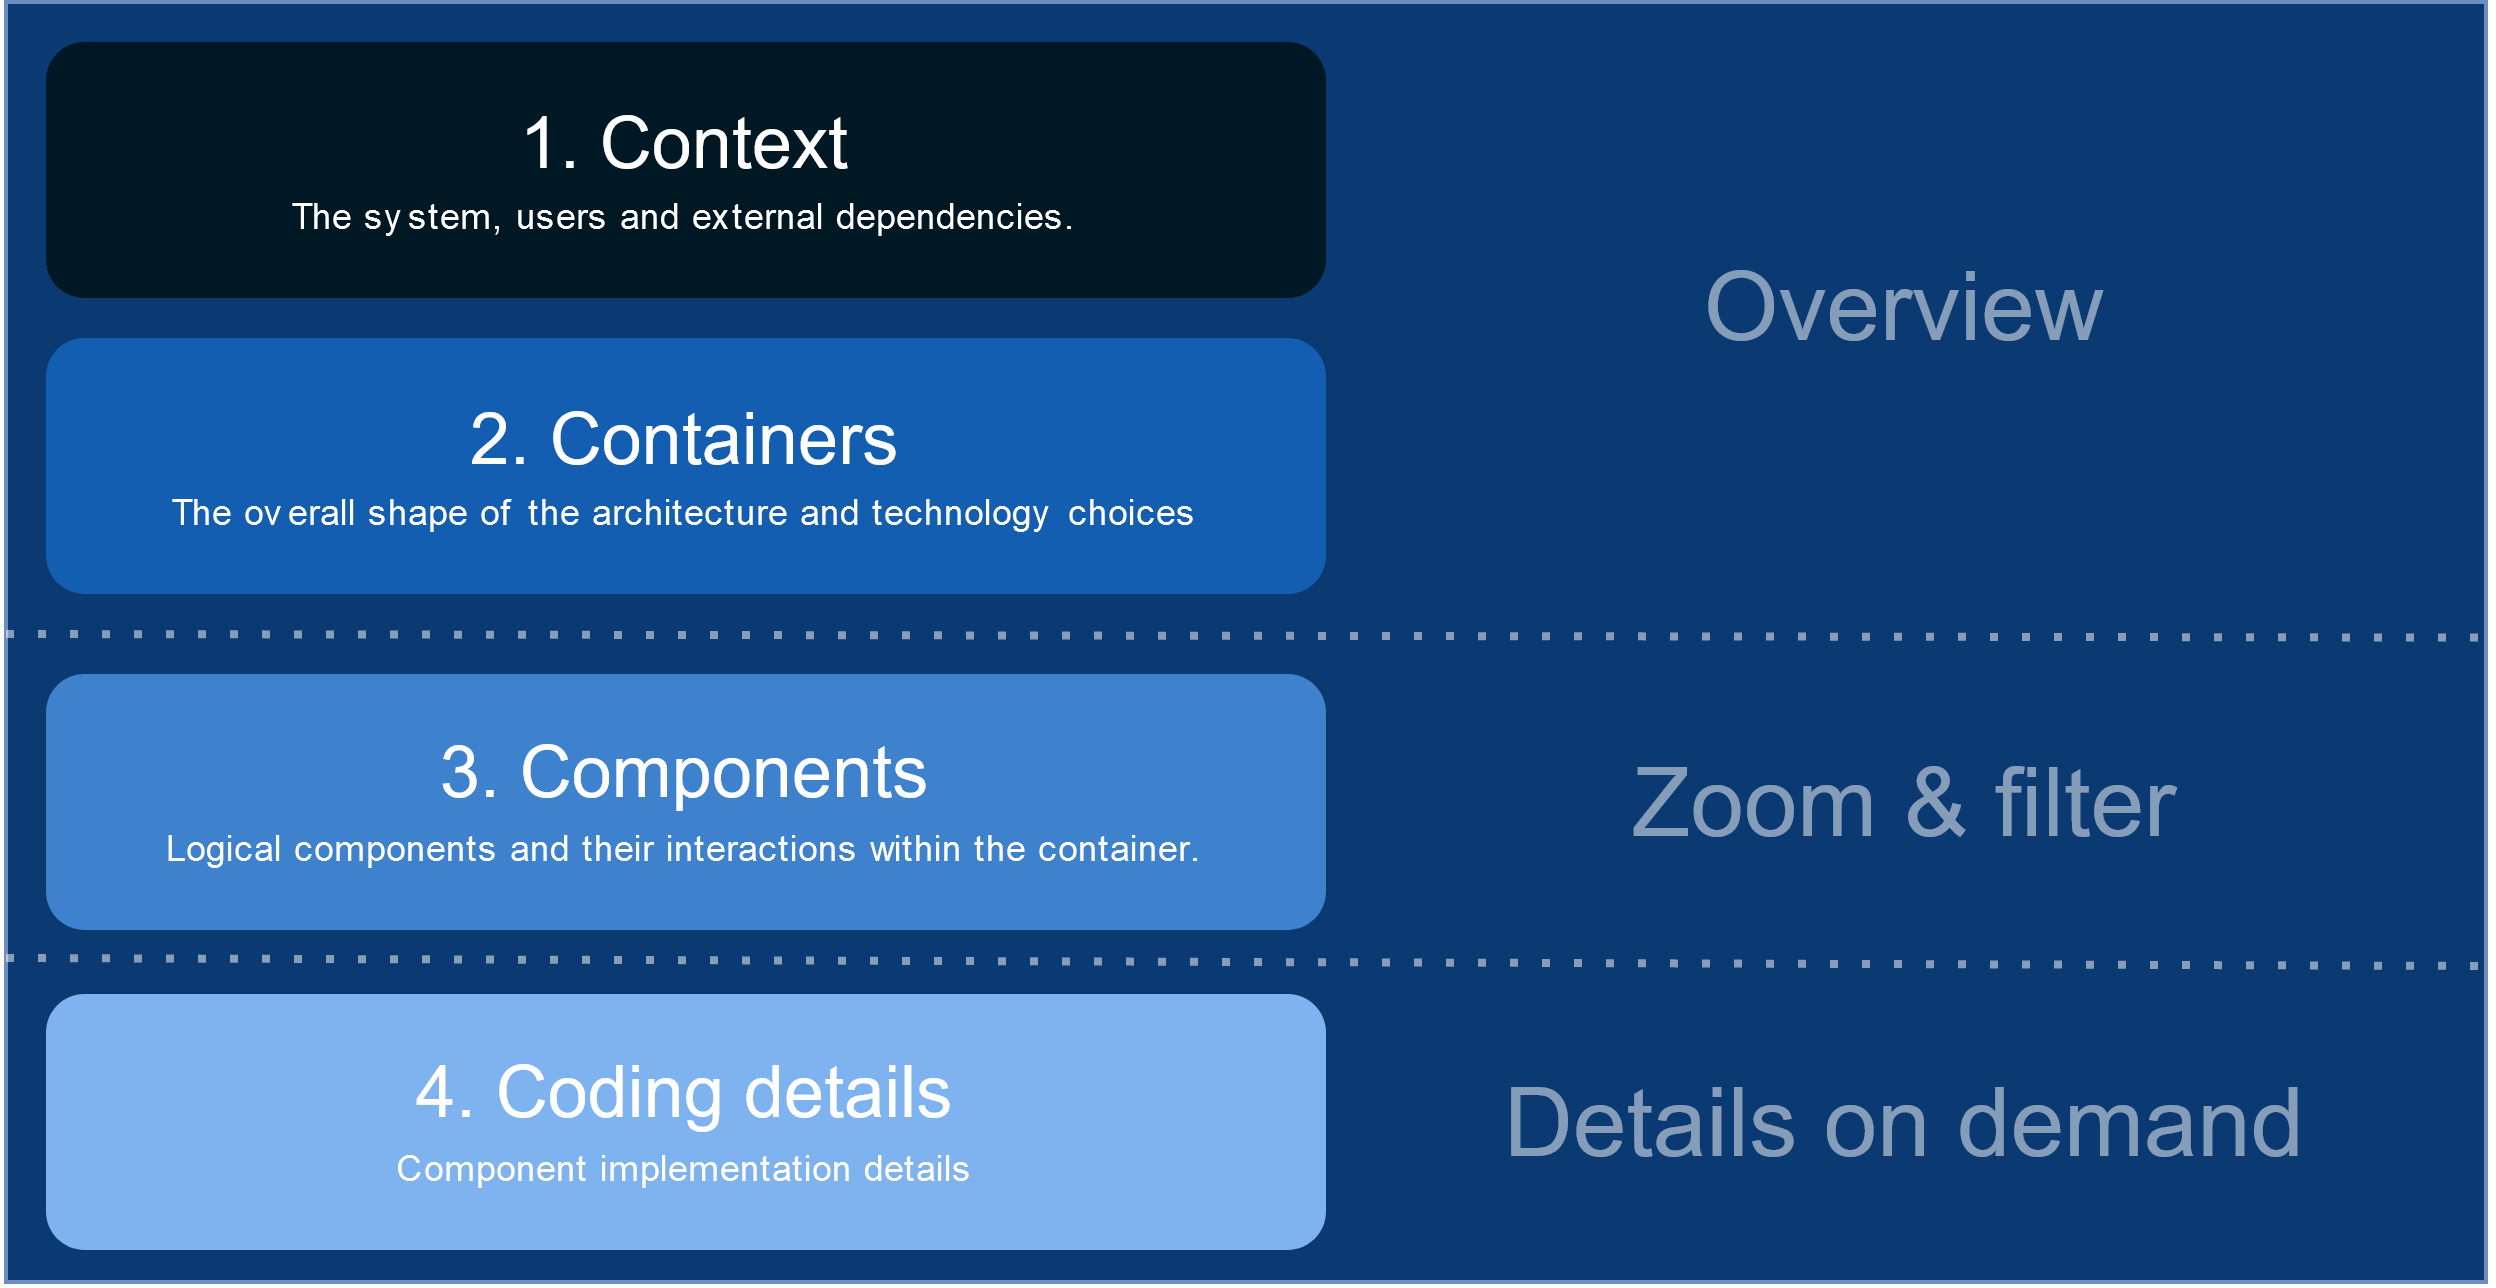 1. Context
The system, users and external dependencies.
Overview
2. Containers
The overall shape of the architecture and technology choices
3. Components
Logical components and their interactions within the container.
Zoom & filter
4. Coding details
Component implementation details
Details on demand